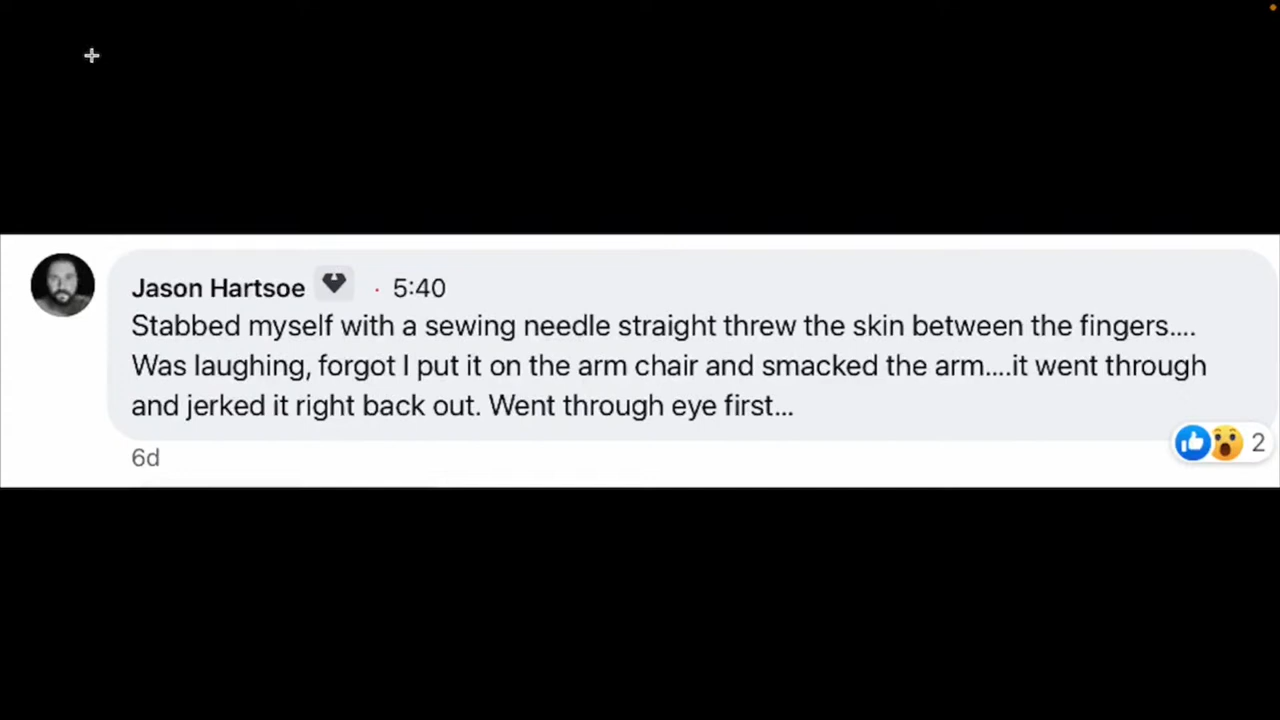 Jason Hartsoe · 5:40
Stabbed myself with a sewing needle straight threw the skin between the fingers....
Was laughing, forgot I put it on the arm chair and smacked the arm....it went through
and jerked it right back out. Went through eye first...
6d
2